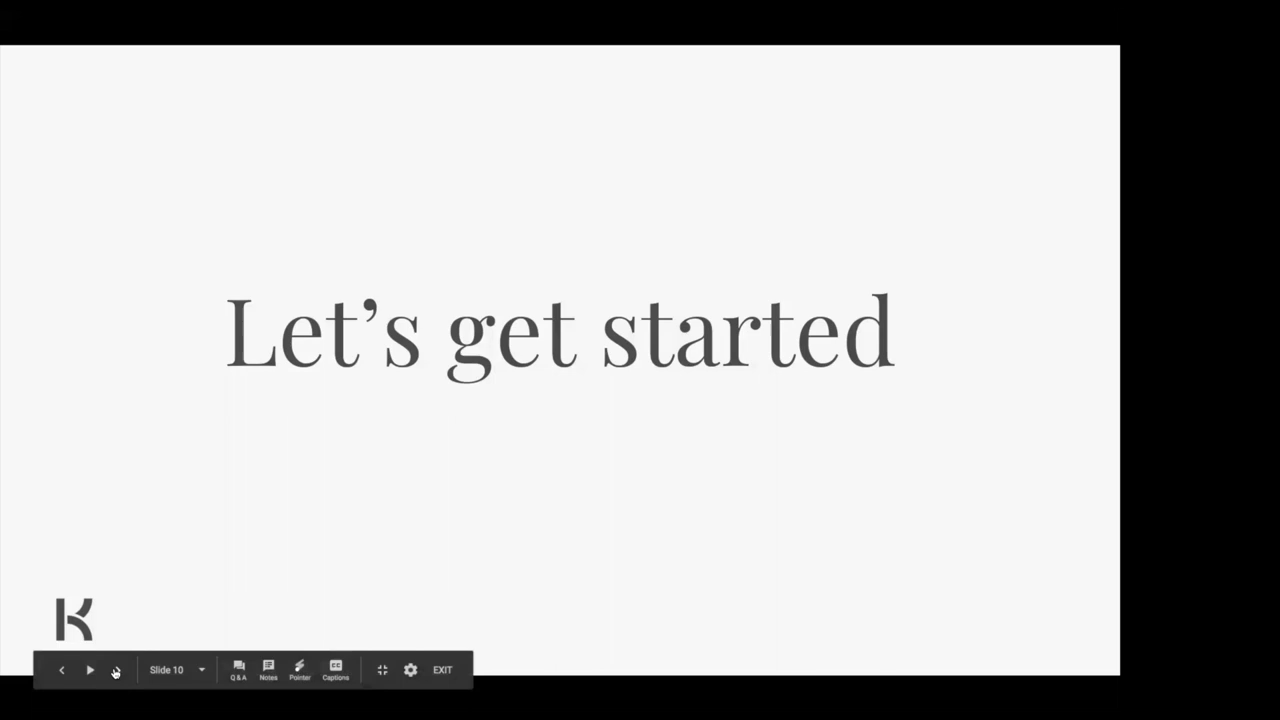 Let's get started
K
Slide 10
Q & A
Notes
Pointer
CC
Captions
EXIT